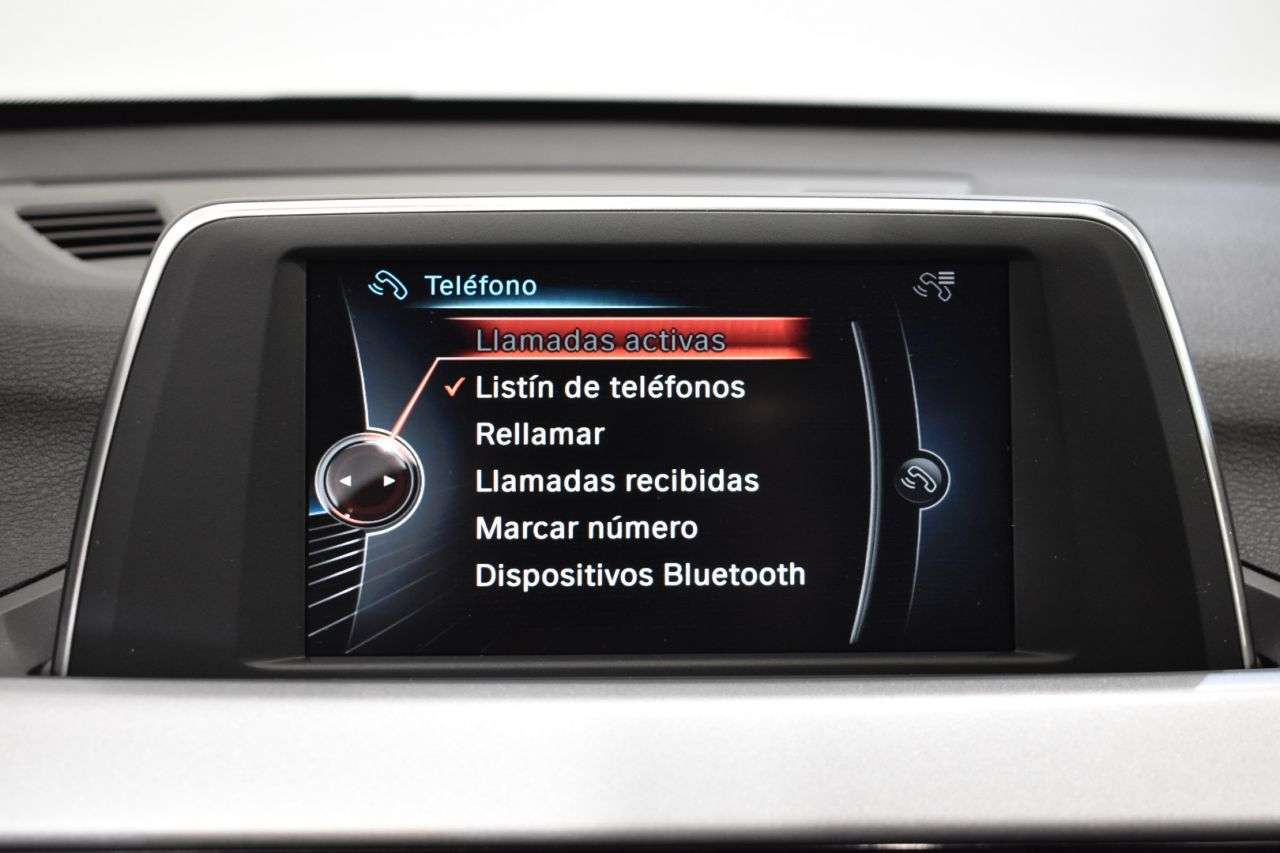 Teléfono
Llamadas activas
Listín de teléfonos
Rellamar
Llamadas recibidas
Marcar número
Dispositivos Bluetooth